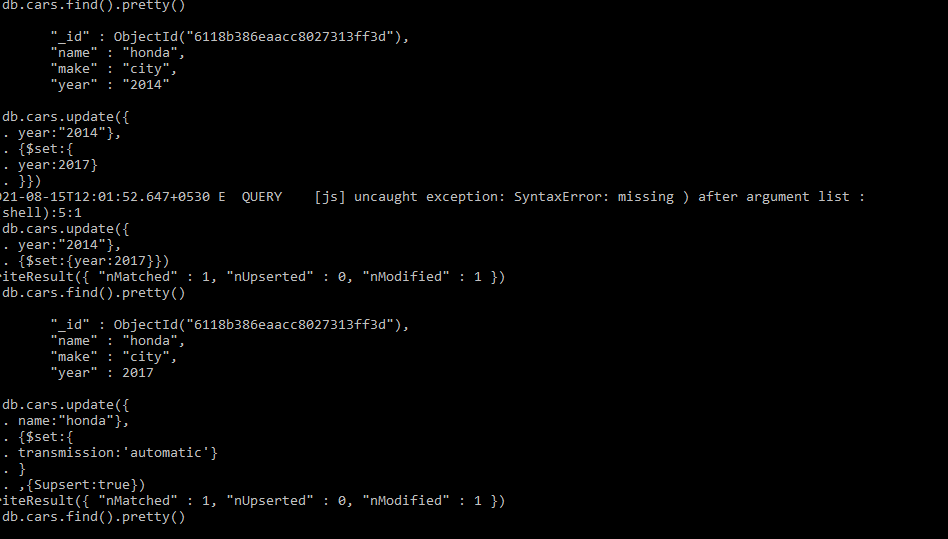 db.cars.find().pretty()
"_id" : ObjectId("6118b386eaacc8027313ff3d"),
"name" : "honda",
"make" : "city",
"year" : "2014"
db.cars.update({
. year:"2014"},
. {$set:{
. year:2017}
. }})
021-08-15T12:01:52.647+0530 E  QUERY    [js] uncaught exception: SyntaxError: missing ) after argument list :
shell):5:1
db.cars.update({
. year:"2014"},
. {$set:{year:2017}})
riteResult({ "nMatched" : 1, "nUpserted" : 0, "nModified" : 1 })
db.cars.find().pretty()
"_id" : ObjectId("6118b386eaacc8027313ff3d"),
"name" : "honda",
"make" : "city",
"year" : 2017
db.cars.update({
. name:"honda"},
. {$set:{
. transmission:'automatic'}
. }
. ,{Supsert:true})
riteResult({ "nMatched" : 1, "nUpserted" : 0, "nModified" : 1 })
db.cars.find().pretty()